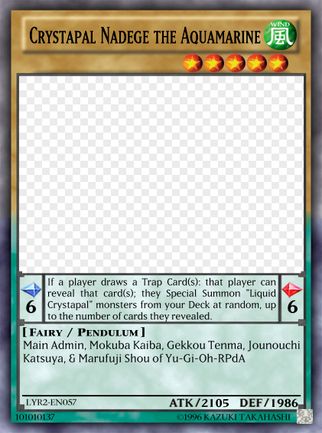 Crystapal Nadege the Aquamarine
WIND
風
If a player draws a Trap Card(s): that player can
reveal that card(s); they Special Summon "Liquid
Crystapal" monsters from your Deck at random, up
to the number of cards they revealed.
6
6
[ Fairy / Pendulum ]
Main Admin, Mokuba Kaiba, Gekkou Tenma, Jounochi
Katsuya, & Marufuji Shou of Yu-Gi-Oh-RPdA
LYR2-EN057
ATK/2105 DEF/1986
101010137
©1996 KAZUKI TAKAHASHI